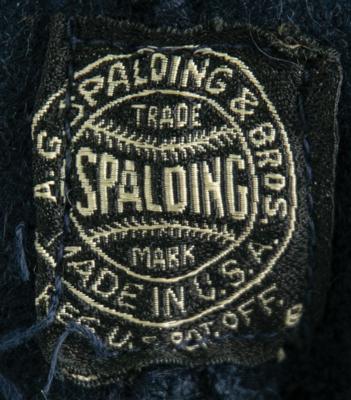 A.G. SPALDING & BROS.
TRADE
SPALDING
MARK
MADE IN U.S.A.
REG. U. S. PAT. OFF.